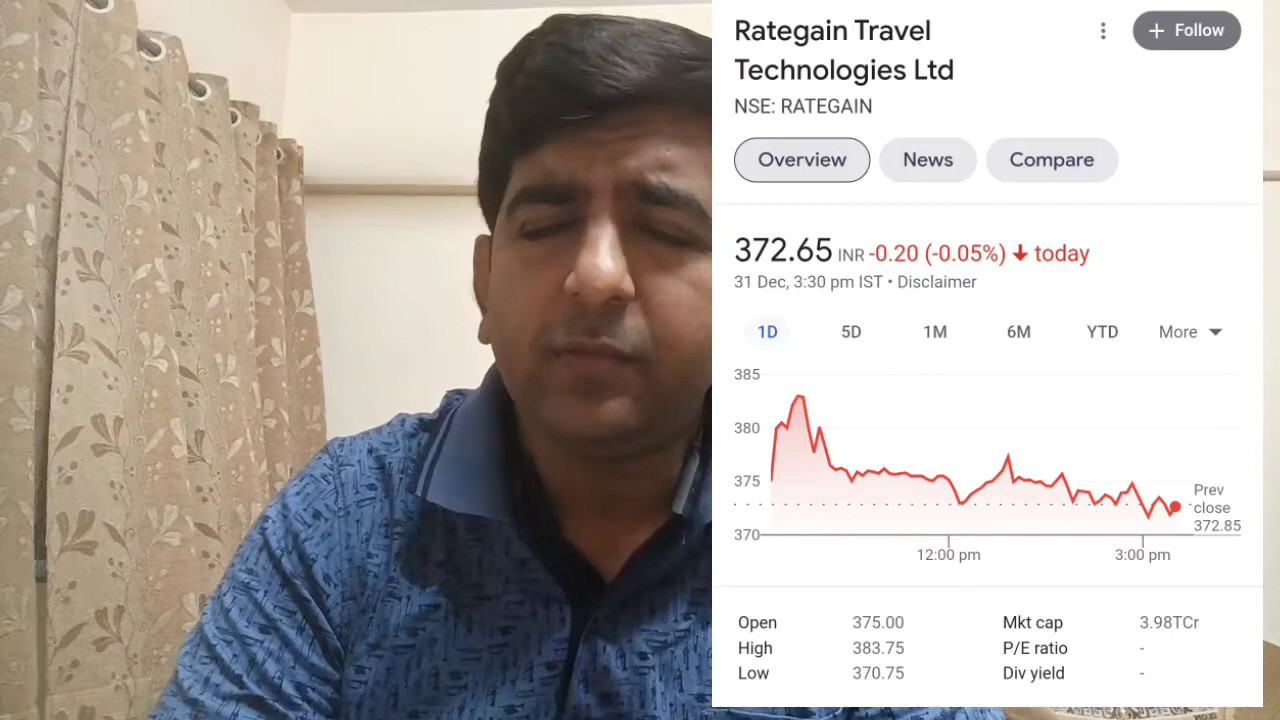 Rategain Travel
Technologies Ltd
+ Follow
NSE: RATEGAIN
Overview
News
Compare
372.65 INR -0.20 (-0.05%) ↓ today
31 Dec, 3:30 pm IST • Disclaimer
1D 5D 1M 6M YTD More
385
380
375
370
Prev
close
372.85
12:00 pm 3:00 pm
Open 375.00 Mkt cap 3.98TCr
High 383.75 P/E ratio -
Low 370.75 Div yield -